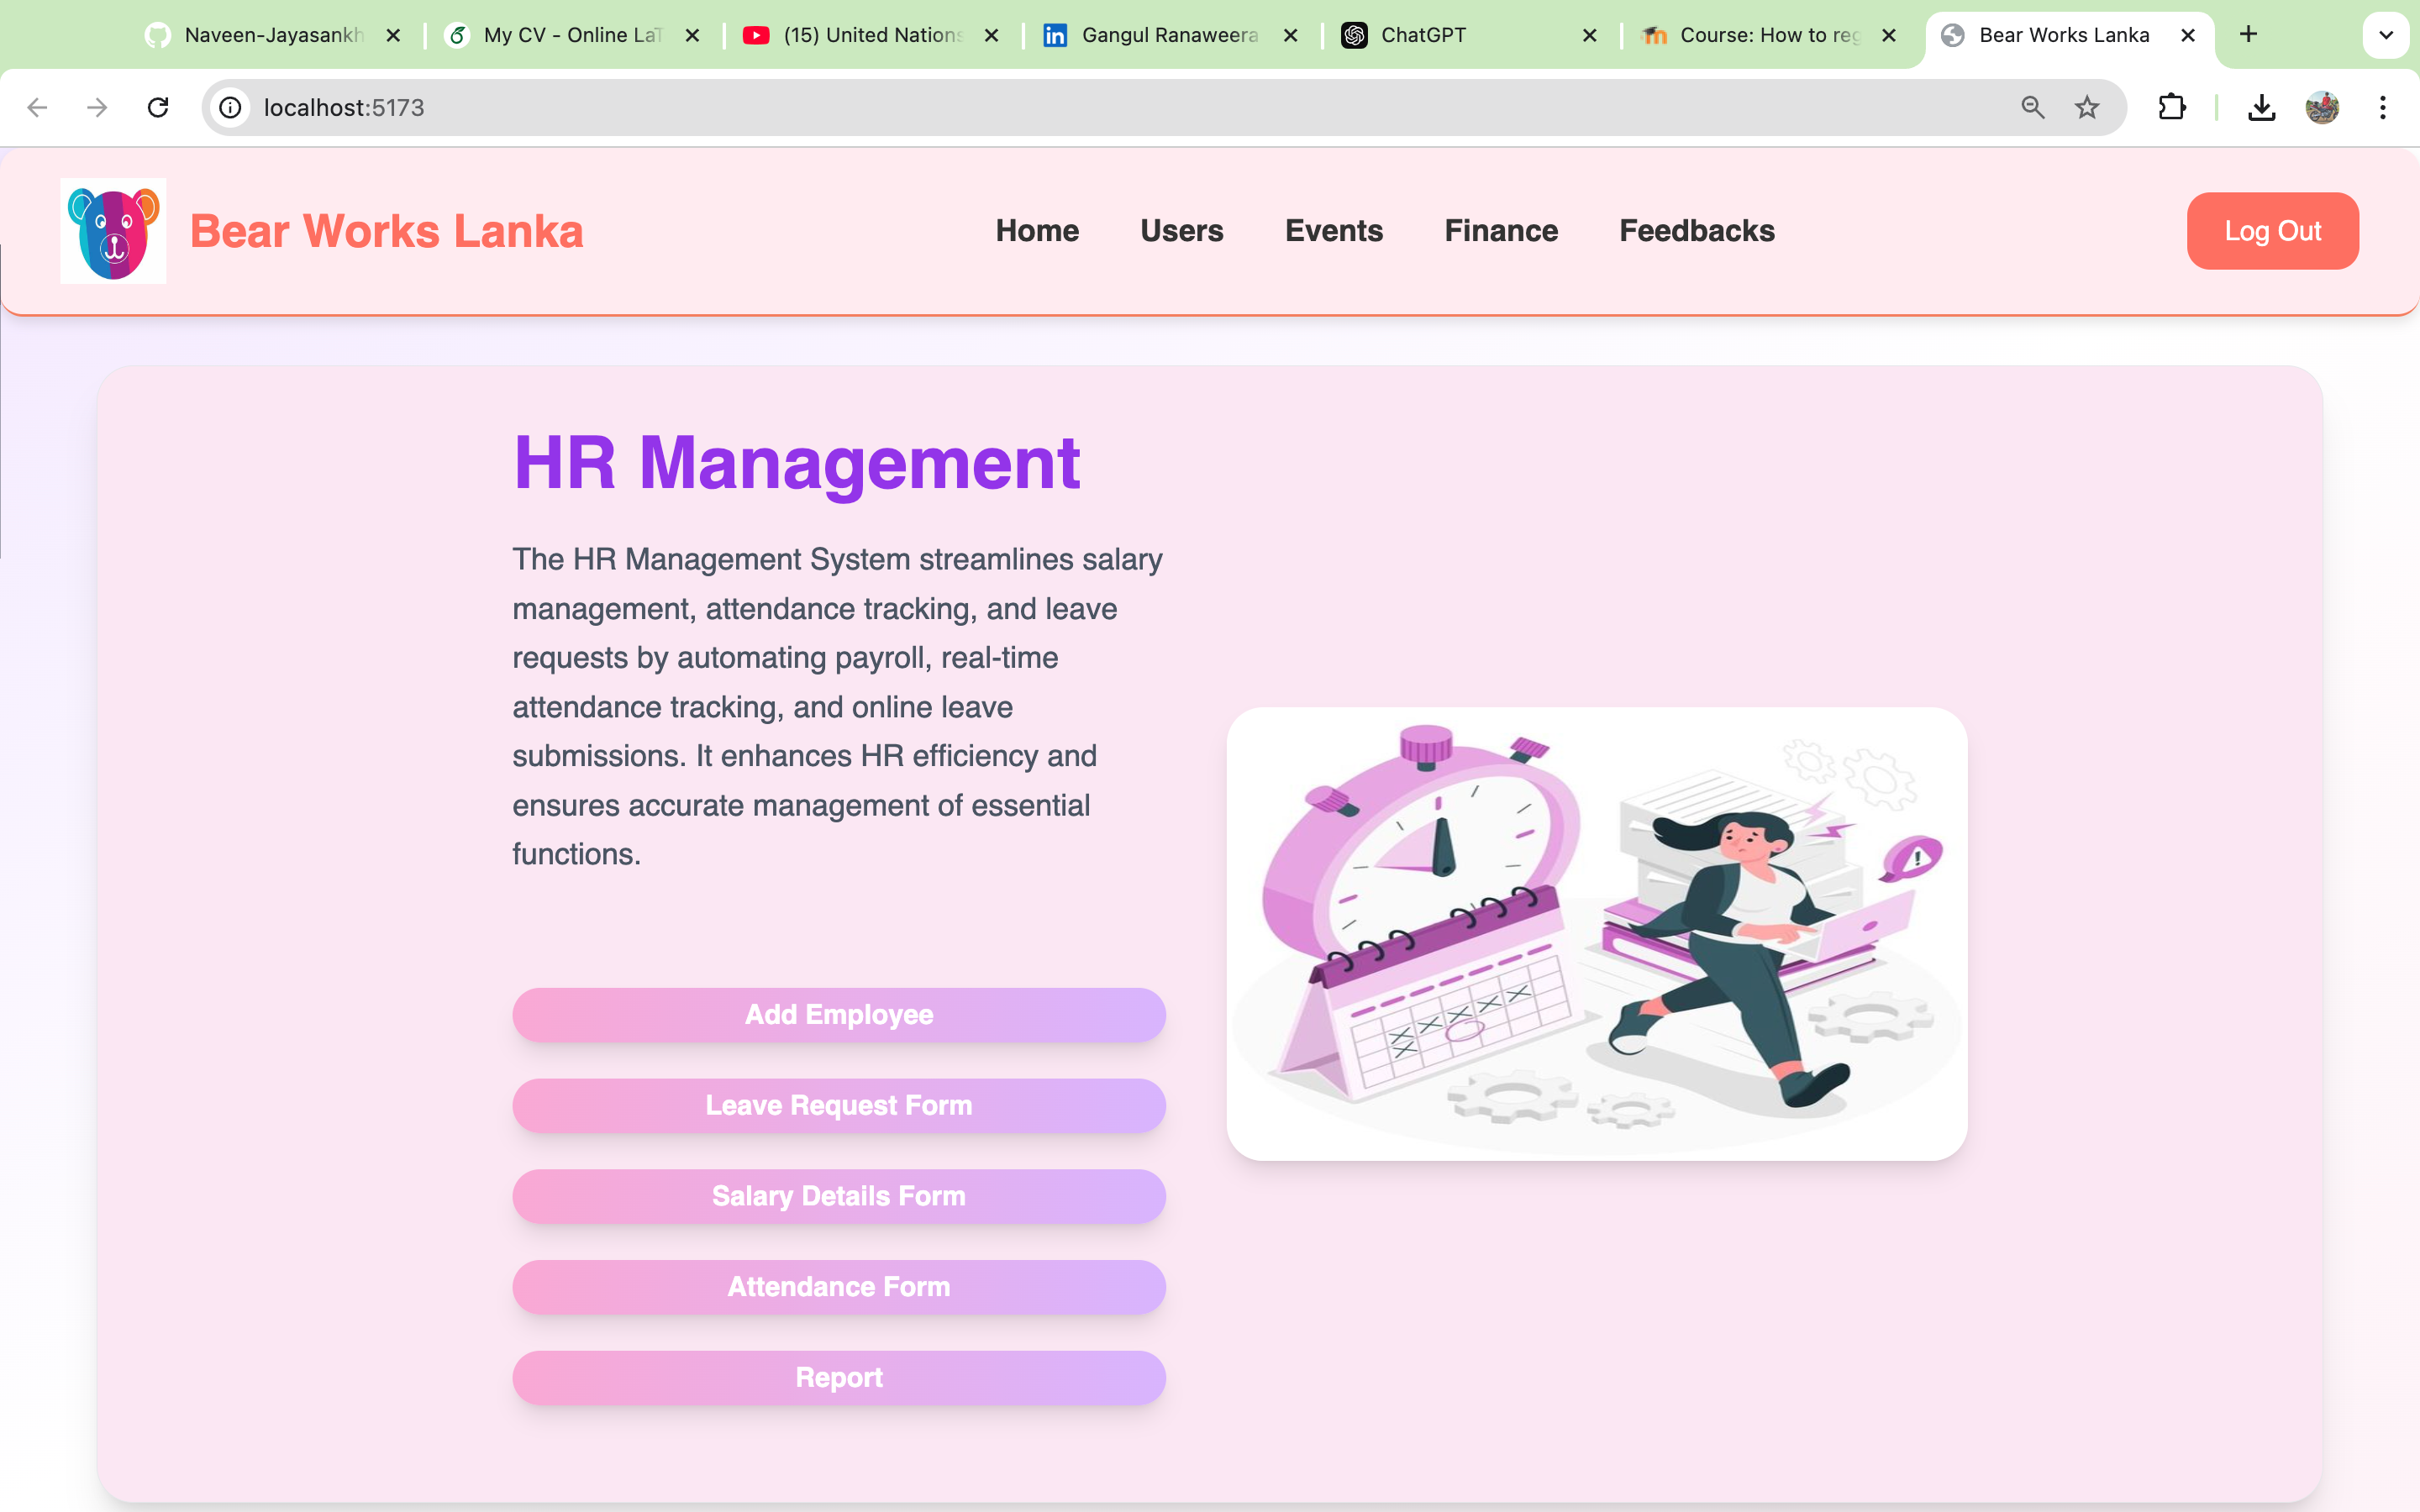 Naveen-Jayasankh
My CV - Online LaT
(15) United Nations
Gangul Ranaweera
ChatGPT
Course: How to reg
Bear Works Lanka
localhost:5173
Bear Works Lanka
Home
Users
Events
Finance
Feedbacks
Log Out
HR Management
The HR Management System streamlines salary
management, attendance tracking, and leave
requests by automating payroll, real-time
attendance tracking, and online leave
submissions. It enhances HR efficiency and
ensures accurate management of essential
functions.
Add Employee
Leave Request Form
Salary Details Form
Attendance Form
Report